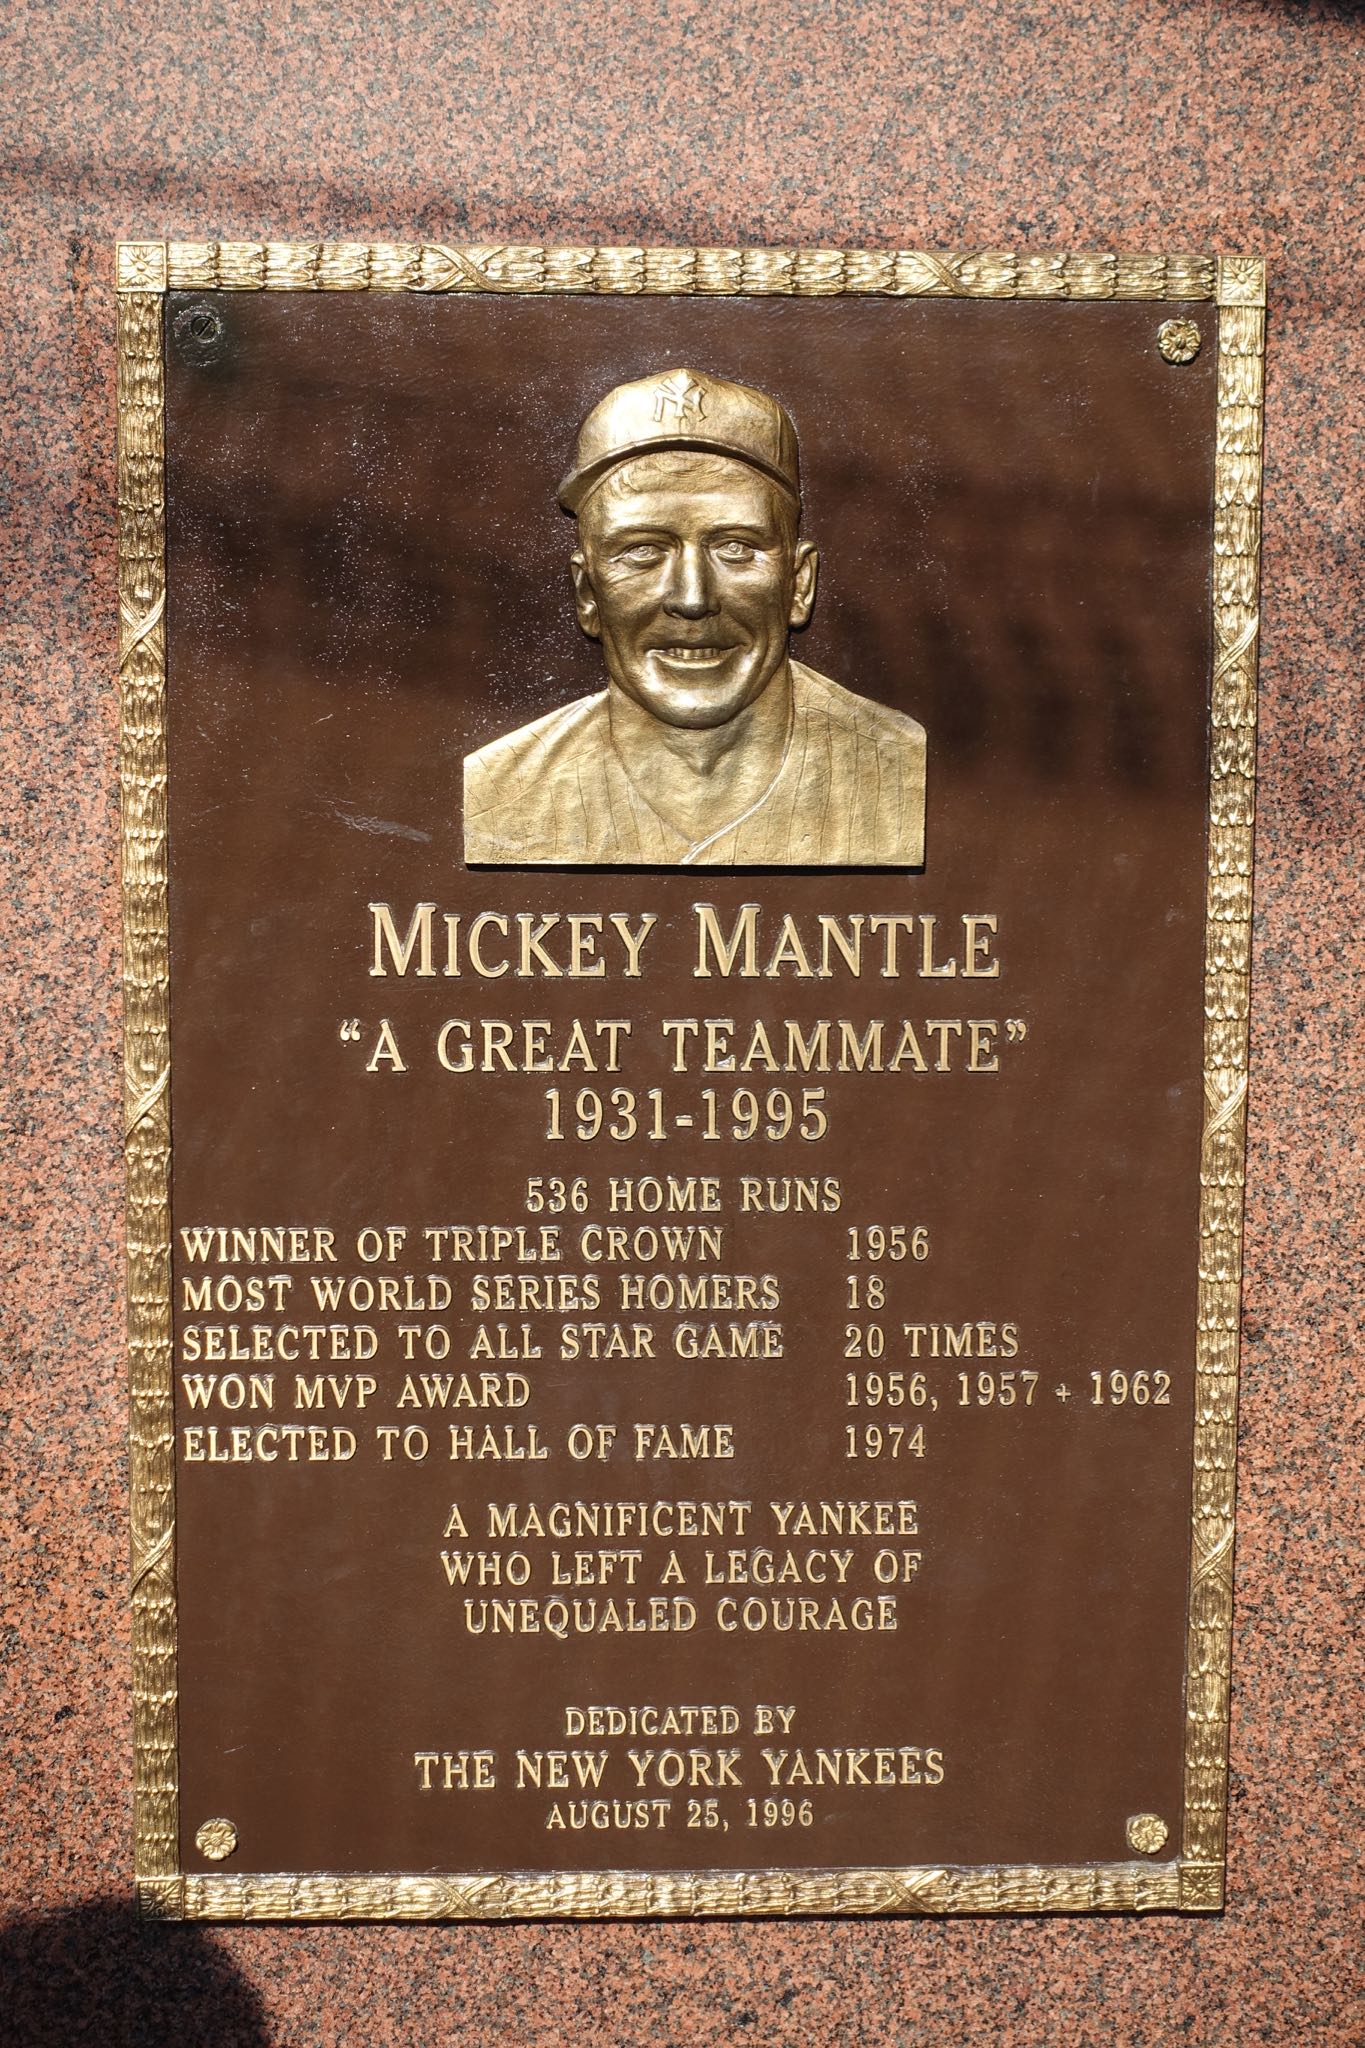 NY
MICKEY MANTLE
“A GREAT TEAMMATE”
1931-1995
536 HOME RUNS
WINNER OF TRIPLE CROWN 1956
MOST WORLD SERIES HOMERS 18
SELECTED TO ALL STAR GAME 20 TIMES
WON MVP AWARD 1956, 1957 + 1962
ELECTED TO HALL OF FAME 1974
A MAGNIFICENT YANKEE
WHO LEFT A LEGACY OF
UNEQUALED COURAGE
DEDICATED BY
THE NEW YORK YANKEES
AUGUST 25, 1996